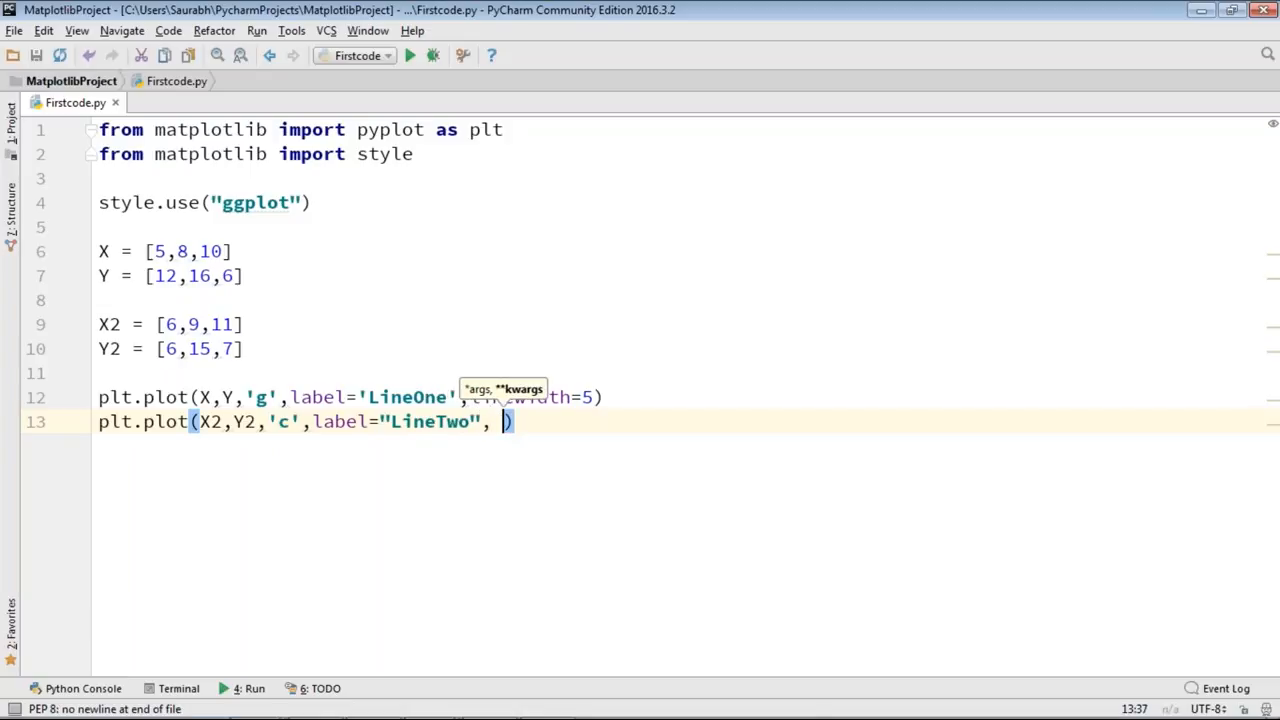 MatplotlibProject - [C:\Users\Saurabh\PycharmProjects\MatplotlibProject] - ...\Firstcode.py - PyCharm Community Edition 2016.3.2
File Edit View Navigate Code Refactor Run Tools VCS Window Help
Firstcode
MatplotlibProject Firstcode.py
Firstcode.py
1: Project
Z: Structure
2: Favorites
1 from matplotlib import pyplot as plt
2 from matplotlib import style
3
4 style.use("ggplot")
5
6 X = [5,8,10]
7 Y = [12,16,6]
8
9 X2 = [6,9,11]
10 Y2 = [6,15,7]
11
*args, **kwargs
12 plt.plot(X,Y,'g',label='LineOne',linewidth=5)
13 plt.plot(X2,Y2,'c',label="LineTwo", )
Python Console Terminal 4: Run 6: TODO Event Log
PEP 8: no newline at end of file 13:37 n/a UTF-8